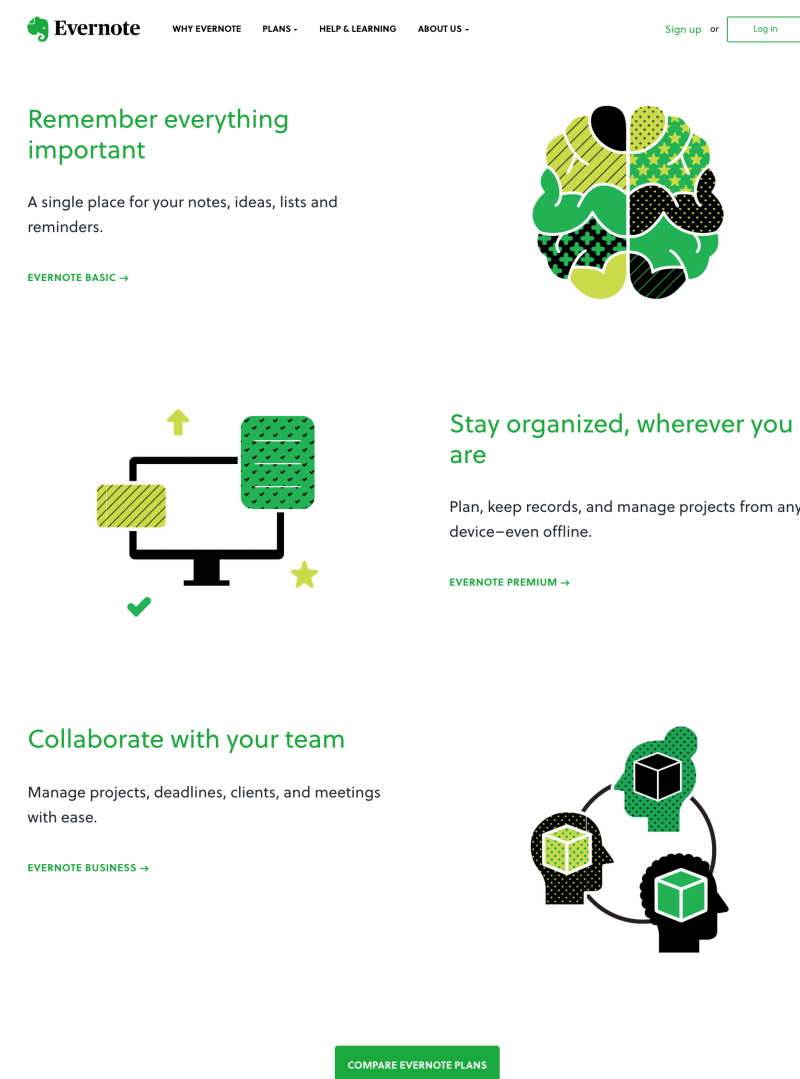 Evernote
WHY EVERNOTE
PLANS
HELP & LEARNING
ABOUT US
Sign up or
Log in
Remember everything
important
A single place for your notes, ideas, lists and
reminders.
EVERNOTE BASIC →
Stay organized, wherever you
are
Plan, keep records, and manage projects from any
device–even offline.
EVERNOTE PREMIUM →
Collaborate with your team
Manage projects, deadlines, clients, and meetings
with ease.
EVERNOTE BUSINESS →
COMPARE EVERNOTE PLANS